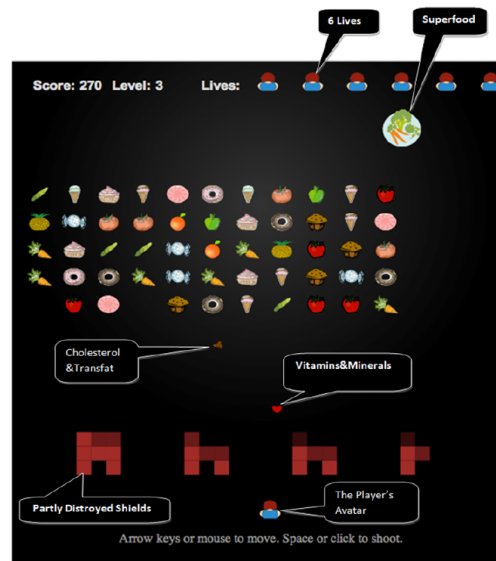 6 Lives
Superfood
Score: 270 Level: 3 Lives:
Cholesterol
&Transfat
Vitamins&Minerals
Partly Distroyed Shields
The Player's
Avatar
Arrow keys or mouse to move. Space or click to shoot.